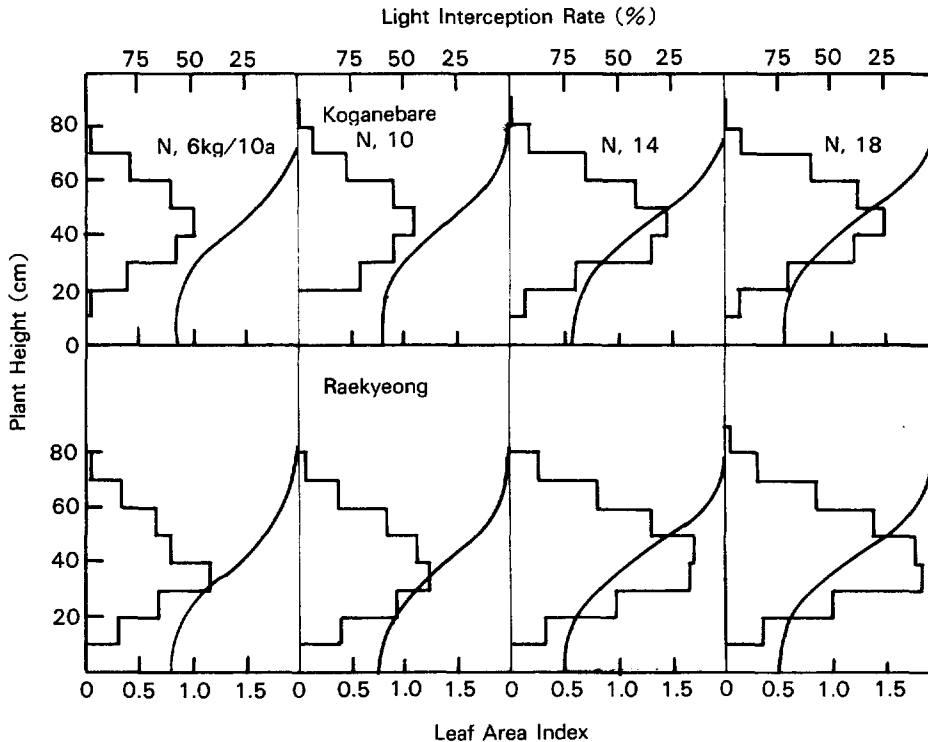 Light Interception Rate (%)
75 50 25 75 50 25 75 50 25 75 50 25
Koganebare
N, 6kg/10a N, 10 N, 14 N, 18
80
60
40
20
0
Raekyeong
80
60
40
20
0 0.5 1.0 1.5 0 0.5 1.0 1.5 0 0.5 1.0 1.5 0 0.5 1.0 1.5
Plant Height (cm)
Leaf Area Index